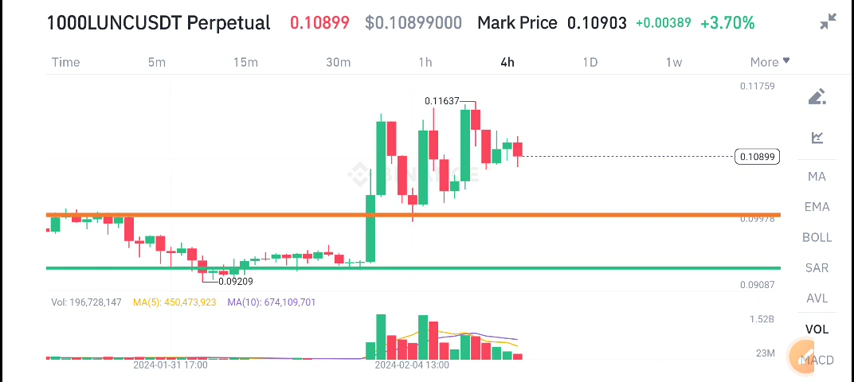 1000LUNCUSDT Perpetual 0.10899 $0.10899000 Mark Price 0.10903 +0.00389 +3.70%
Time 5m 15m 30m 1h 4h 1D 1w More
0.11759
0.11637
BINANCE
0.10899
MA
EMA
0.09978
BOLL
SAR
0.09209
0.09087
AVL
Vol: 196,728,147 MA(5): 450,473,923 MA(10): 674,109,701
1.52B
VOL
23M
MACD
2024-01-31 17:00 2024-02-04 13:00